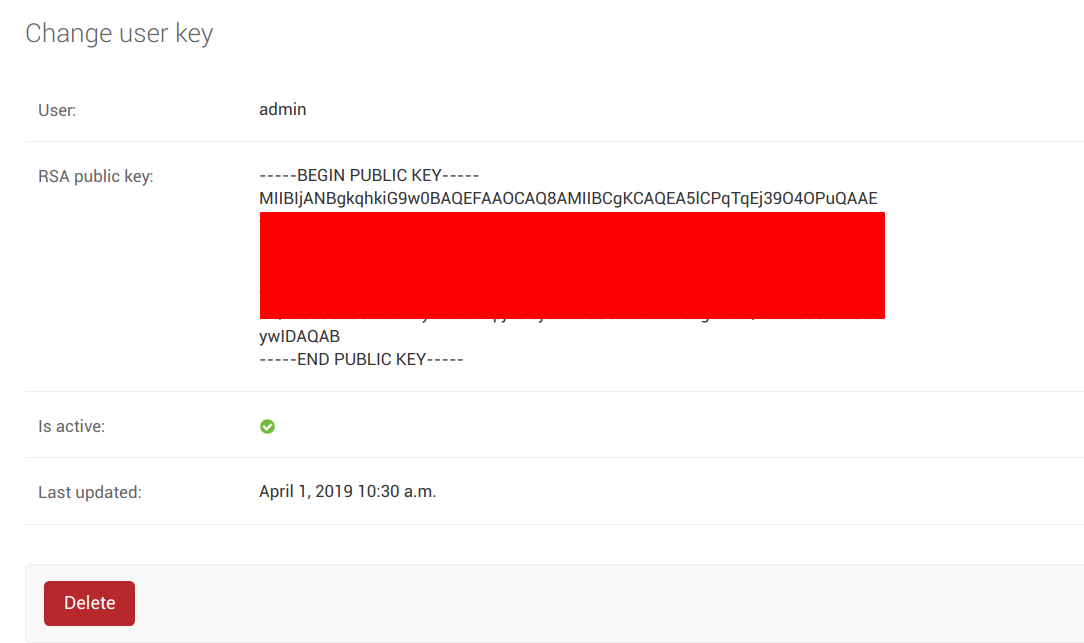 Change user key
User: admin
RSA public key: -----BEGIN PUBLIC KEY-----
MIIBIjANBgkqhkiG9w0BAQEFAAOCAQ8AMIIBCgKCAQEA5lCPqTqEj39O4OPuQAAE
ywIDAQAB
-----END PUBLIC KEY-----
Is active:
Last updated: April 1, 2019 10:30 a.m.
Delete